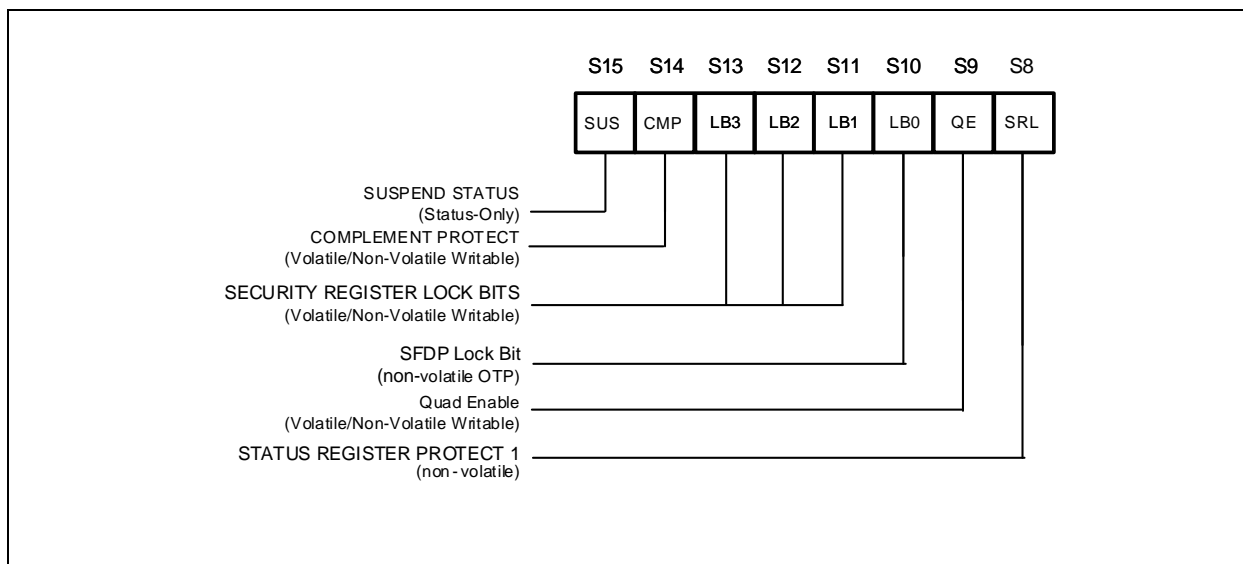 S15 S14 S13 S12 S11 S10 S9 S8
SUS CMP LB3 LB2 LB1 LB0 QE SRL
SUSPEND STATUS
(Status-Only)
COMPLEMENT PROTECT
(Volatile/Non-Volatile Writable)
SECURITY REGISTER LOCK BITS
(Volatile/Non-Volatile Writable)
SFDP Lock Bit
(non-volatile OTP)
Quad Enable
(Volatile/Non-Volatile Writable)
STATUS REGISTER PROTECT 1
(non-volatile)